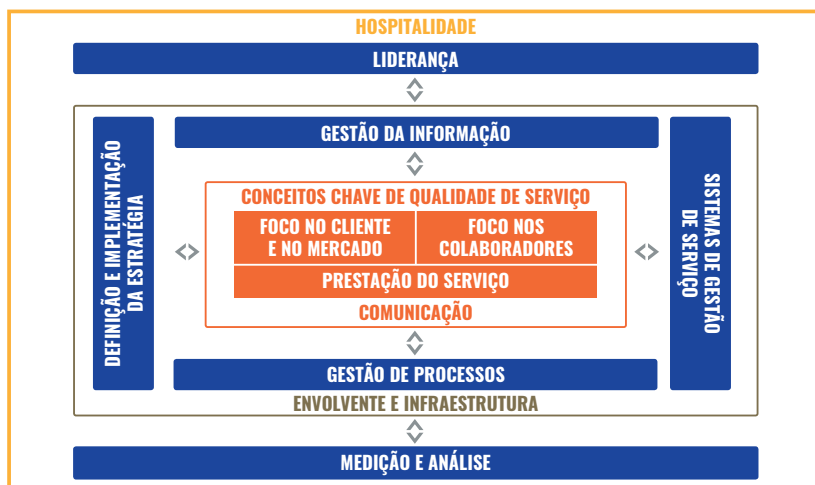 HOSPITALIDADE
LIDERANÇA
GESTÃO DA INFORMAÇÃO
DEFINIÇÃO E IMPLEMENTAÇÃO
DA ESTRATÉGIA
CONCEITOS CHAVE DE QUALIDADE DE SERVIÇO
FOCO NO CLIENTE
E NO MERCADO
FOCO NOS
COLABORADORES
PRESTAÇÃO DO SERVIÇO
COMUNICAÇÃO
SISTEMAS DE GESTÃO
DE SERVIÇO
GESTÃO DE PROCESSOS
ENVOLVENTE E INFRAESTRUTURA
MEDIÇÃO E ANÁLISE